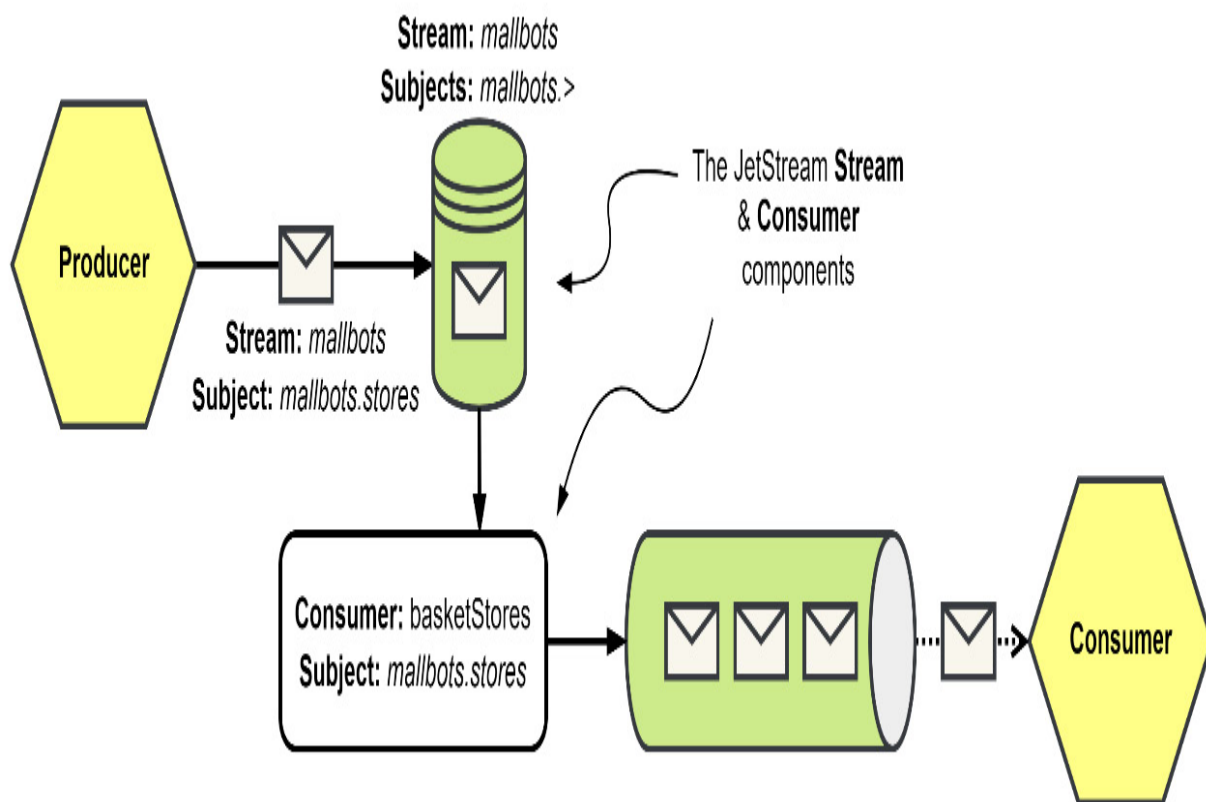 Stream: mallbots
Subjects: mallbots.>
The JetStream Stream
& Consumer
components
Producer
Stream: mallbots
Subject: mallbots.stores
Consumer: basketStores
Subject: mallbots.stores
Consumer